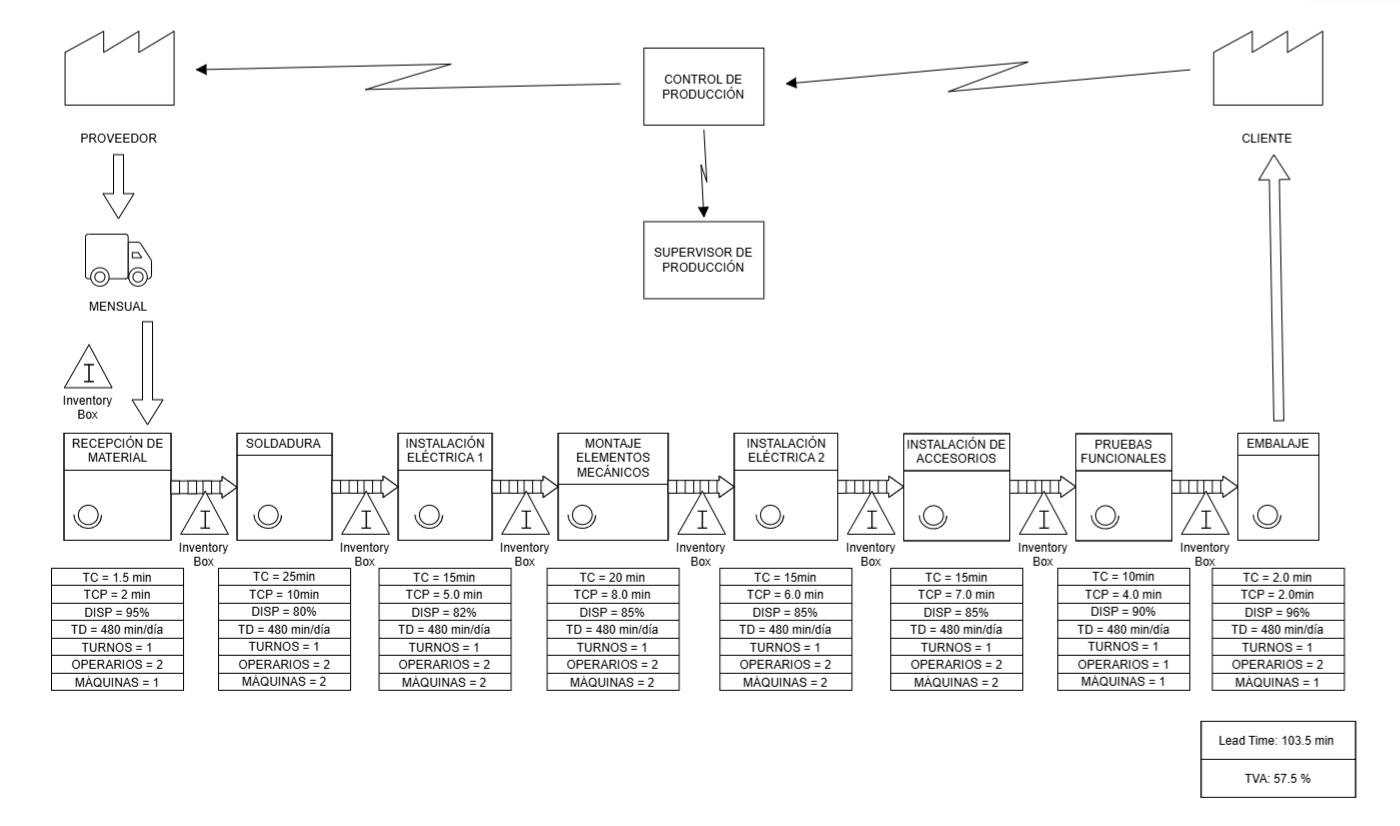 CONTROL DE
PRODUCCIÓN
PROVEEDOR
CLIENTE
SUPERVISOR DE
PRODUCCIÓN
MENSUAL
I
Inventory
Box
RECEPCIÓN DE
MATERIAL
SOLDADURA
INSTALACIÓN
ELÉCTRICA 1
MONTAJE
ELEMENTOS
MECÁNICOS
INSTALACIÓN
ELÉCTRICA 2
INSTALACIÓN DE
ACCESORIOS
PRUEBAS
FUNCIONALES
EMBALAJE
I
Inventory
Box
I
Inventory
Box
I
Inventory
Box
I
Inventory
Box
I
Inventory
Box
I
Inventory
Box
I
Inventory
Box
TC = 1.5 min
TCP = 2 min
DISP = 95%
TD = 480 min/día
TURNOS = 1
OPERARIOS = 2
MÁQUINAS = 1
TC = 25min
TCP = 10min
DISP = 80%
TD = 480 min/día
TURNOS = 1
OPERARIOS = 2
MÁQUINAS = 2
TC = 15min
TCP = 5.0 min
DISP = 82%
TD = 480 min/día
TURNOS = 1
OPERARIOS = 2
MÁQUINAS = 2
TC = 20 min
TCP = 8.0 min
DISP = 85%
TD = 480 min/día
TURNOS = 1
OPERARIOS = 2
MÁQUINAS = 2
TC = 15min
TCP = 6.0 min
DISP = 85%
TD = 480 min/día
TURNOS = 1
OPERARIOS = 2
MÁQUINAS = 2
TC = 15min
TCP = 7.0 min
DISP = 85%
TD = 480 min/día
TURNOS = 1
OPERARIOS = 2
MÁQUINAS = 2
TC = 10min
TCP = 4.0 min
DISP = 90%
TD = 480 min/día
TURNOS = 1
OPERARIOS = 1
MÁQUINAS = 1
TC = 2.0 min
TCP = 2.0min
DISP = 96%
TD = 480 min/día
TURNOS = 1
OPERARIOS = 2
MÁQUINAS = 1
Lead Time: 103.5 min
TVA: 57.5 %